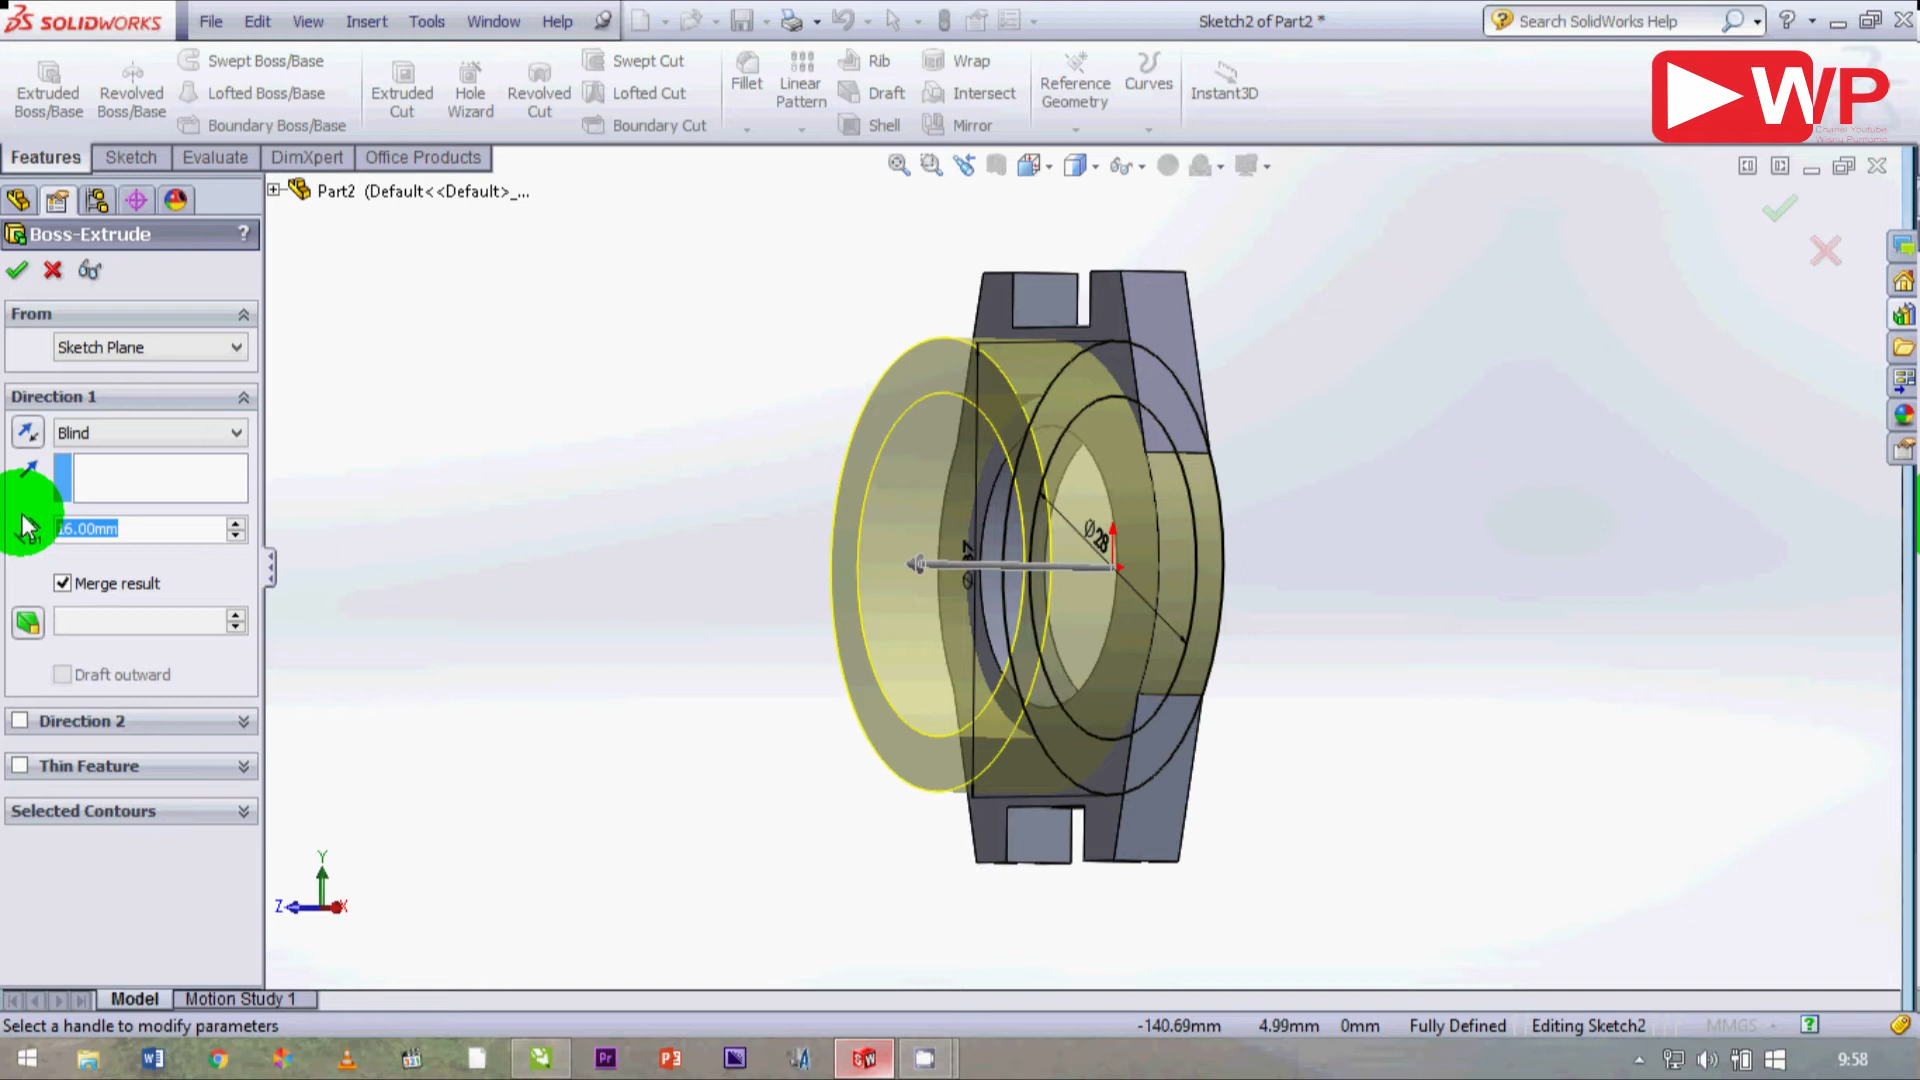 SOLIDWORKS File Edit View Insert Tools Window Help Sketch2 of Part2 * Search SolidWorks Help
Extruded Boss/Base
Revolved Boss/Base
Swept Boss/Base
Lofted Boss/Base
Boundary Boss/Base
Extruded Cut
Hole Wizard
Revolved Cut
Swept Cut
Lofted Cut
Boundary Cut
Fillet
Linear Pattern
Rib
Draft
Shell
Wrap
Intersect
Mirror
Reference Geometry
Curves
Instant3D
WP
Chanel Youtube
Wisnu Purnomo
Features Sketch Evaluate DimXpert Office Products
Part2 (Default<<Default>_...
Boss-Extrude ?
From
Sketch Plane
Direction 1
Blind
16.00mm
Merge result
Draft outward
Direction 2
Thin Feature
Selected Contours
Ø28
Y
Z
X
Model Motion Study 1
Select a handle to modify parameters -140.69mm 4.99mm 0mm Fully Defined Editing Sketch2 MMGS
9:58